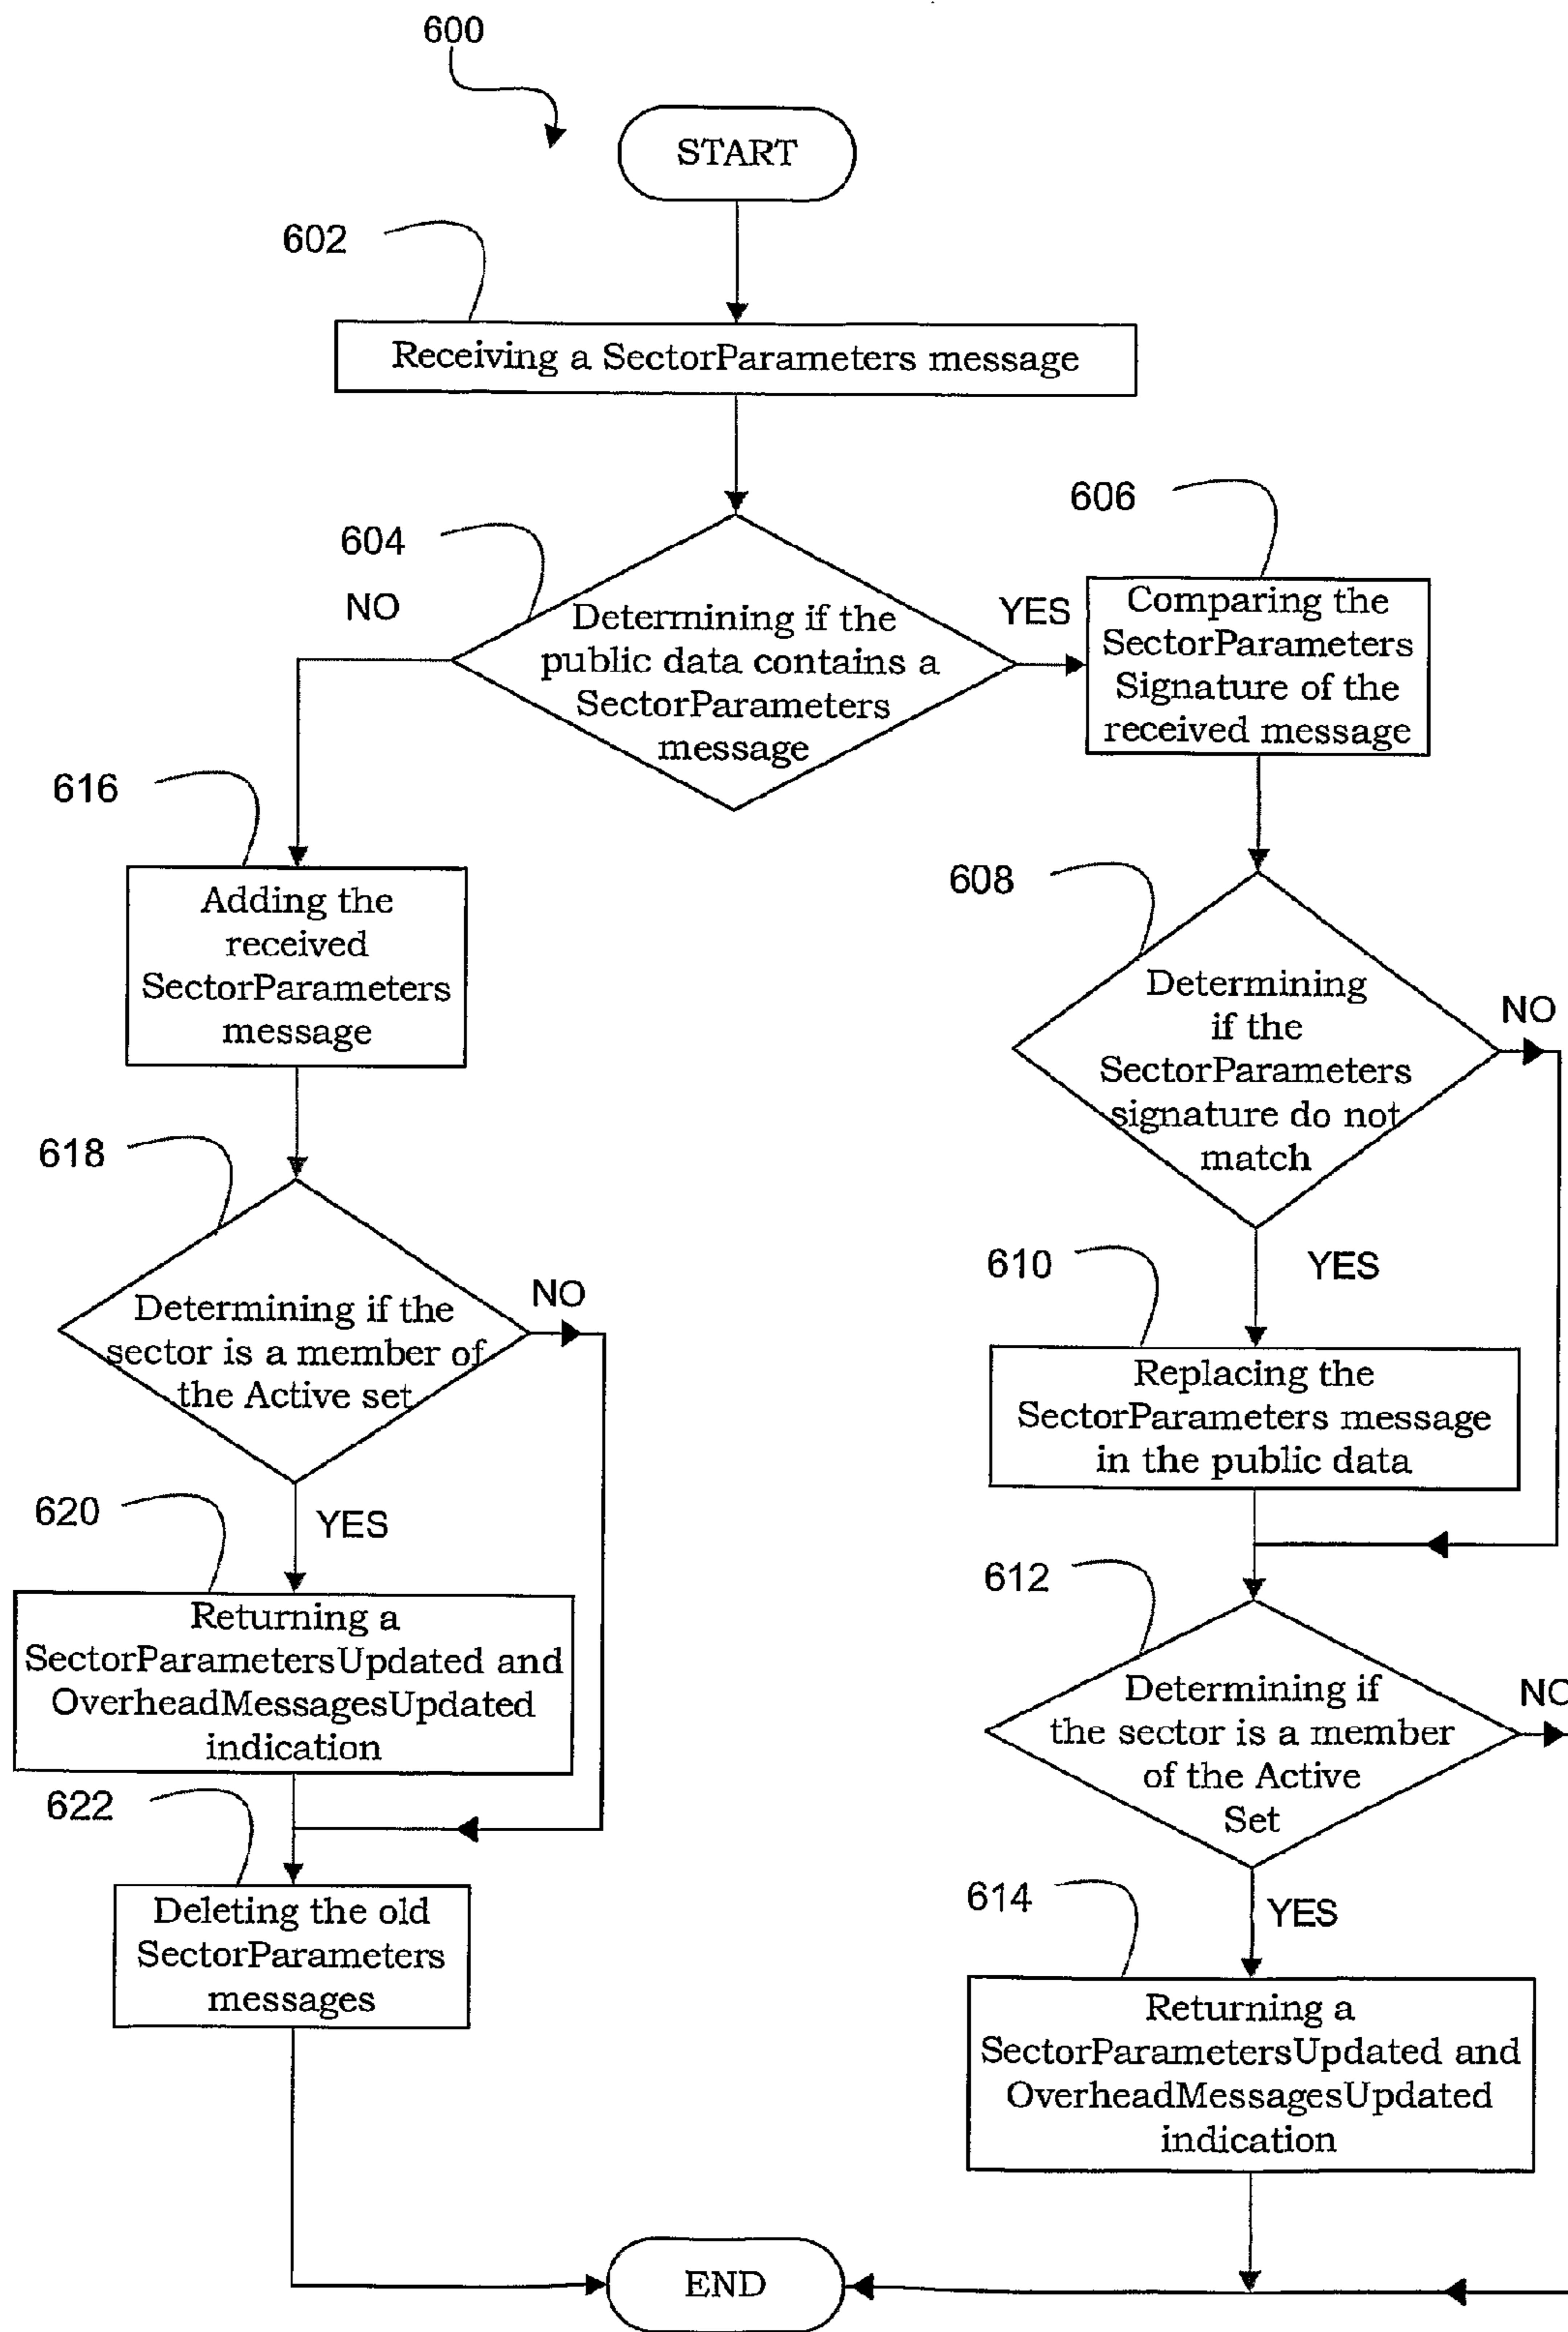 600
START
602
Receiving a SectorParameters message
604
NO
Determining if the
public data contains a
SectorParameters
message
YES
606
Comparing the
SectorParameters
Signature of the
received message
616
Adding the
received
SectorParameters
message
608
Determining
if the
SectorParameters
signature do not
match
NO
618
Determining if the
sector is a member of
the Active set
NO
YES
610
YES
Replacing the
SectorParameters message
in the public data
620
Returning a
SectorParametersUpdated and
OverheadMessagesUpdated
indication
612
Determining if
the sector is a member
of the Active
Set
NO
YES
622
Deleting the old
SectorParameters
messages
614
Returning a
SectorParametersUpdated and
OverheadMessagesUpdated
indication
END